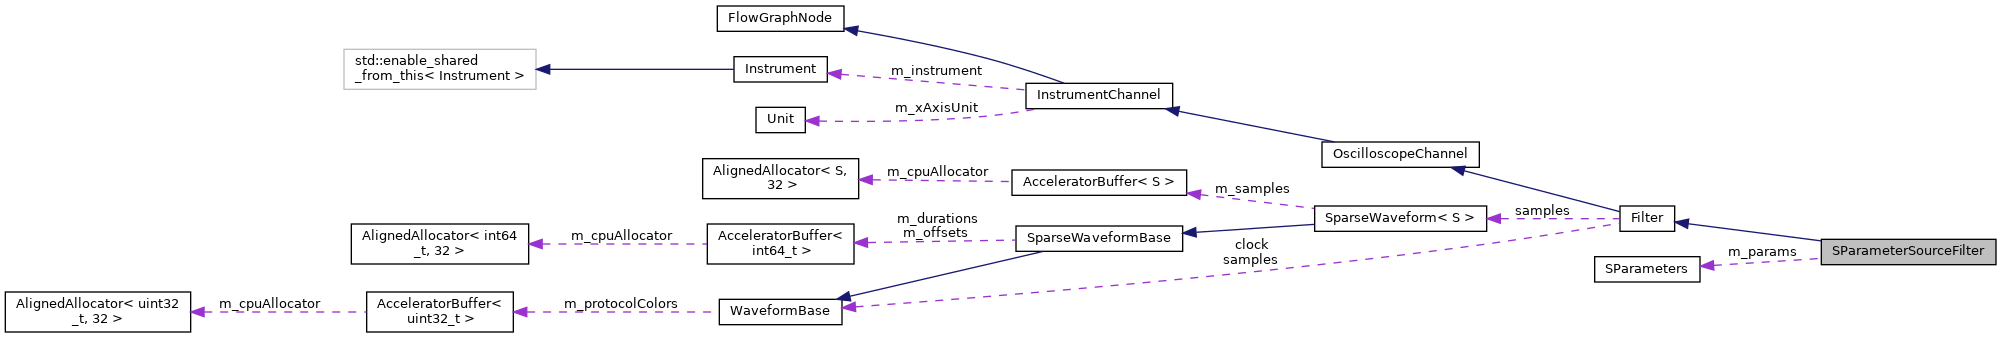 FlowGraphNode
std::enable_shared
_from_this< Instrument >
Instrument
m_instrument
InstrumentChannel
m_xAxisUnit
Unit
OscilloscopeChannel
AlignedAllocator< S,
32 >
m_cpuAllocator
AcceleratorBuffer< S >
m_samples
SparseWaveform< S >
samples
Filter
AlignedAllocator< int64
_t, 32 >
m_cpuAllocator
AcceleratorBuffer<
int64_t >
m_durations
m_offsets
SparseWaveformBase
clock
samples
SParameterSourceFilter
m_params
SParameters
AlignedAllocator< uint32
_t, 32 >
m_cpuAllocator
AcceleratorBuffer<
uint32_t >
m_protocolColors
WaveformBase